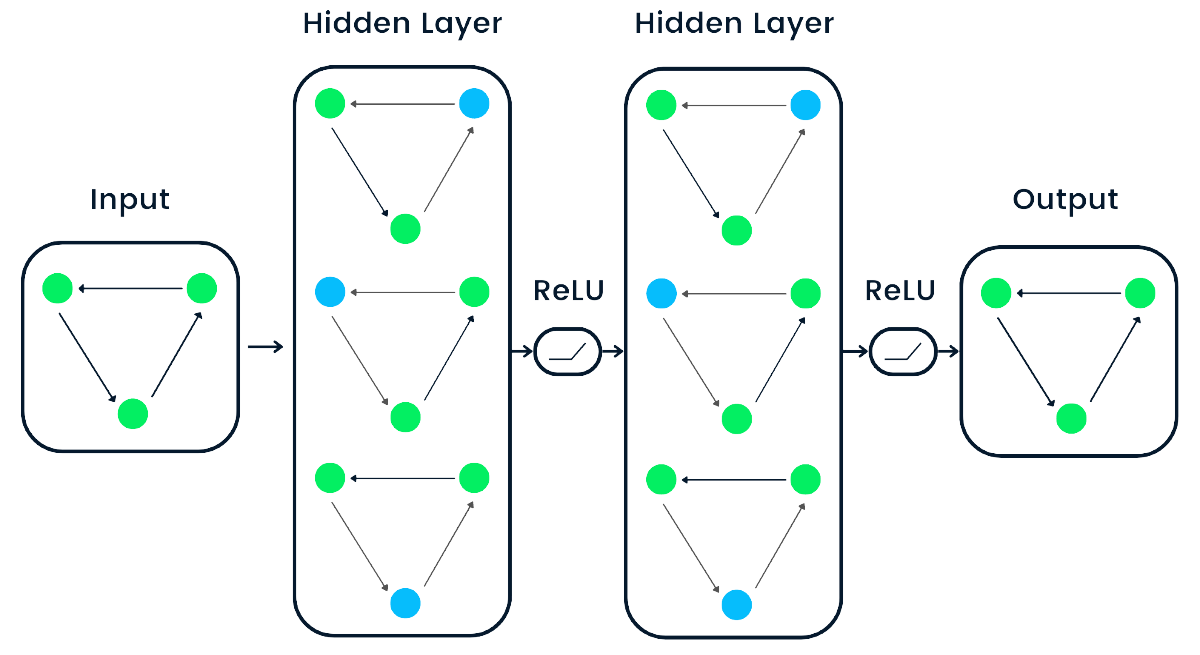 Hidden Layer
Hidden Layer
Input
Output
ReLU
ReLU